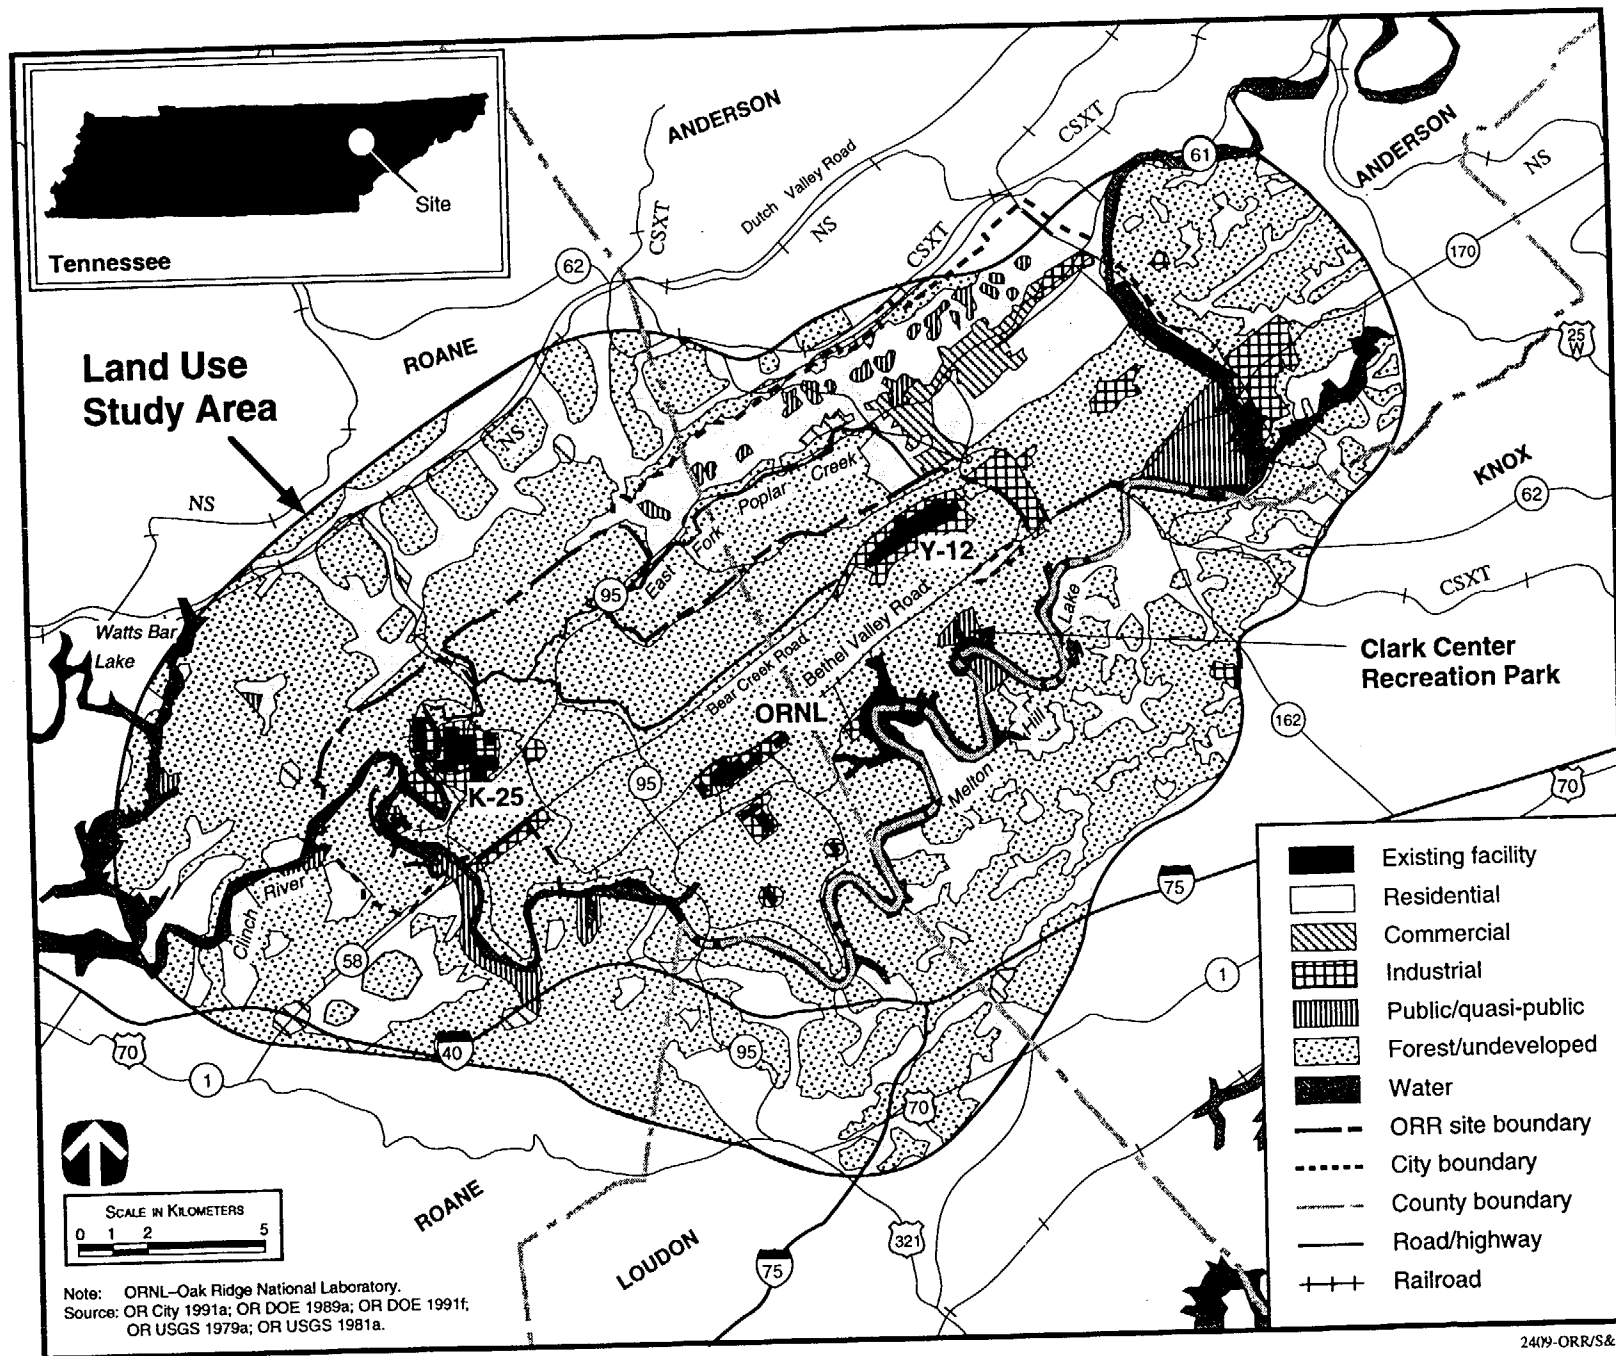 Site
Tennessee
ANDERSON
CSXT
62
Dutch Valley Road
NS
CSXT
CSXT
61
ANDERSON
NS
170
25
W
Land Use
Study Area
ROANE
NS
NS
KNOX
62
CSXT
East Fork Poplar Creek
95
Y-12
Bear Creek Road
Bethel Valley Road
Watts Bar
Lake
Clark Center
Recreation Park
ORNL
Melton Hill Lake
162
70
K-25
95
Clinch River
58
75
1
70
1
40
95
70
ROANE
LOUDON
321
75
Existing facility
Residential
Commercial
Industrial
Public/quasi-public
Forest/undeveloped
Water
ORR site boundary
City boundary
County boundary
Road/highway
Railroad
SCALE IN KILOMETERS
0 1 2 5
Note: ORNL–Oak Ridge National Laboratory.
Source: OR City 1991a; OR DOE 1989a; OR DOE 1991f;
OR USGS 1979a; OR USGS 1981a.
2409-ORR/S&